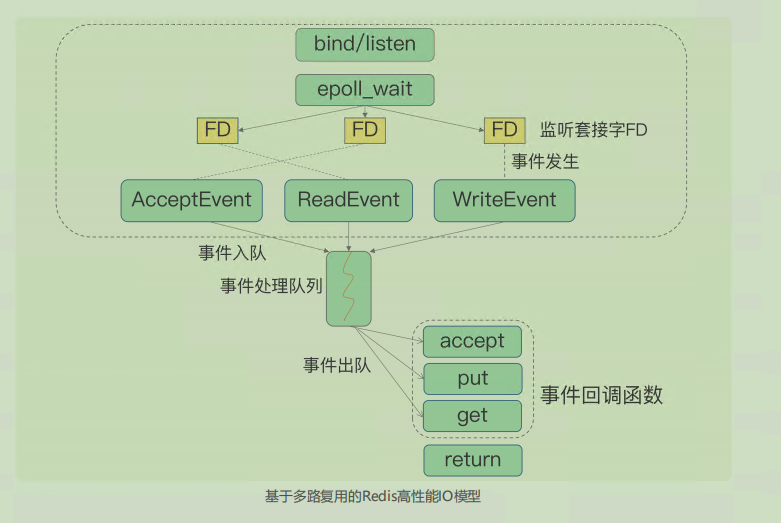 bind/listen
epoll_wait
FD
FD
FD
监听套接字FD
事件发生
AcceptEvent
ReadEvent
WriteEvent
事件入队
事件处理队列
事件出队
accept
put
get
事件回调函数
return
基于多路复用的Redis高性能IO模型